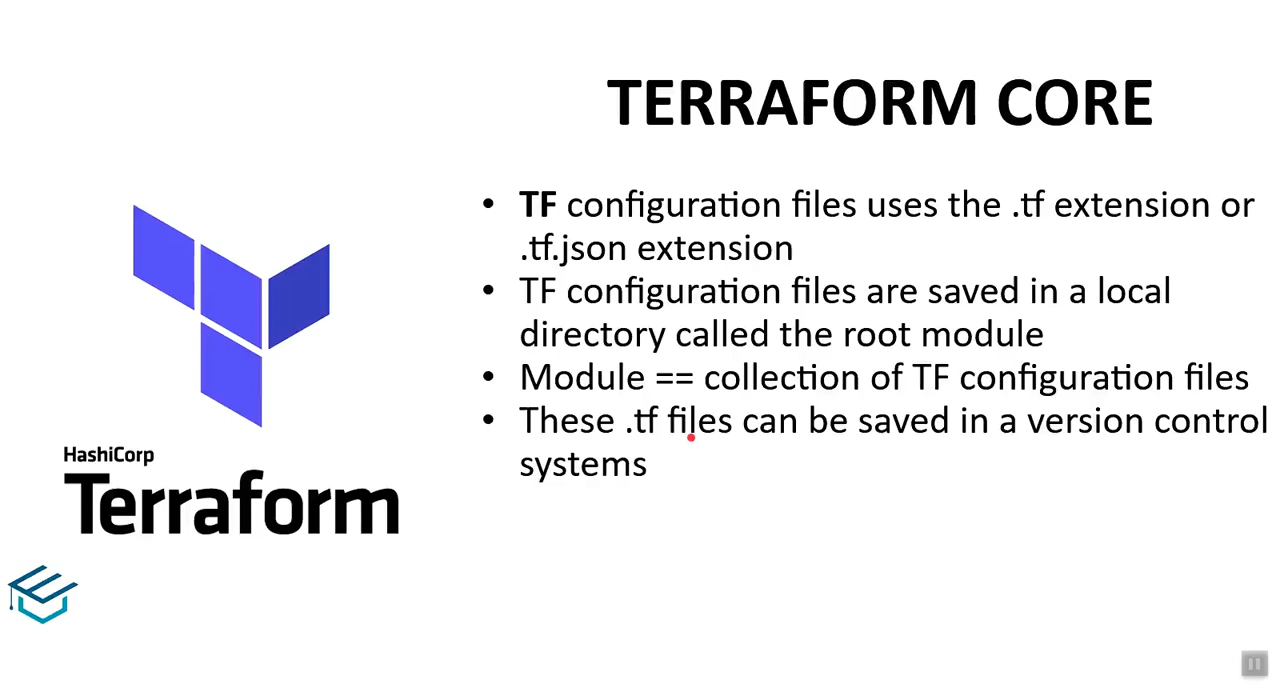 TERRAFORM CORE
• TF configuration files uses the .tf extension or
.tf.json extension
• TF configuration files are saved in a local
directory called the root module
• Module == collection of TF configuration files
• These .tf files can be saved in a version control
systems
HashiCorp
Terraform